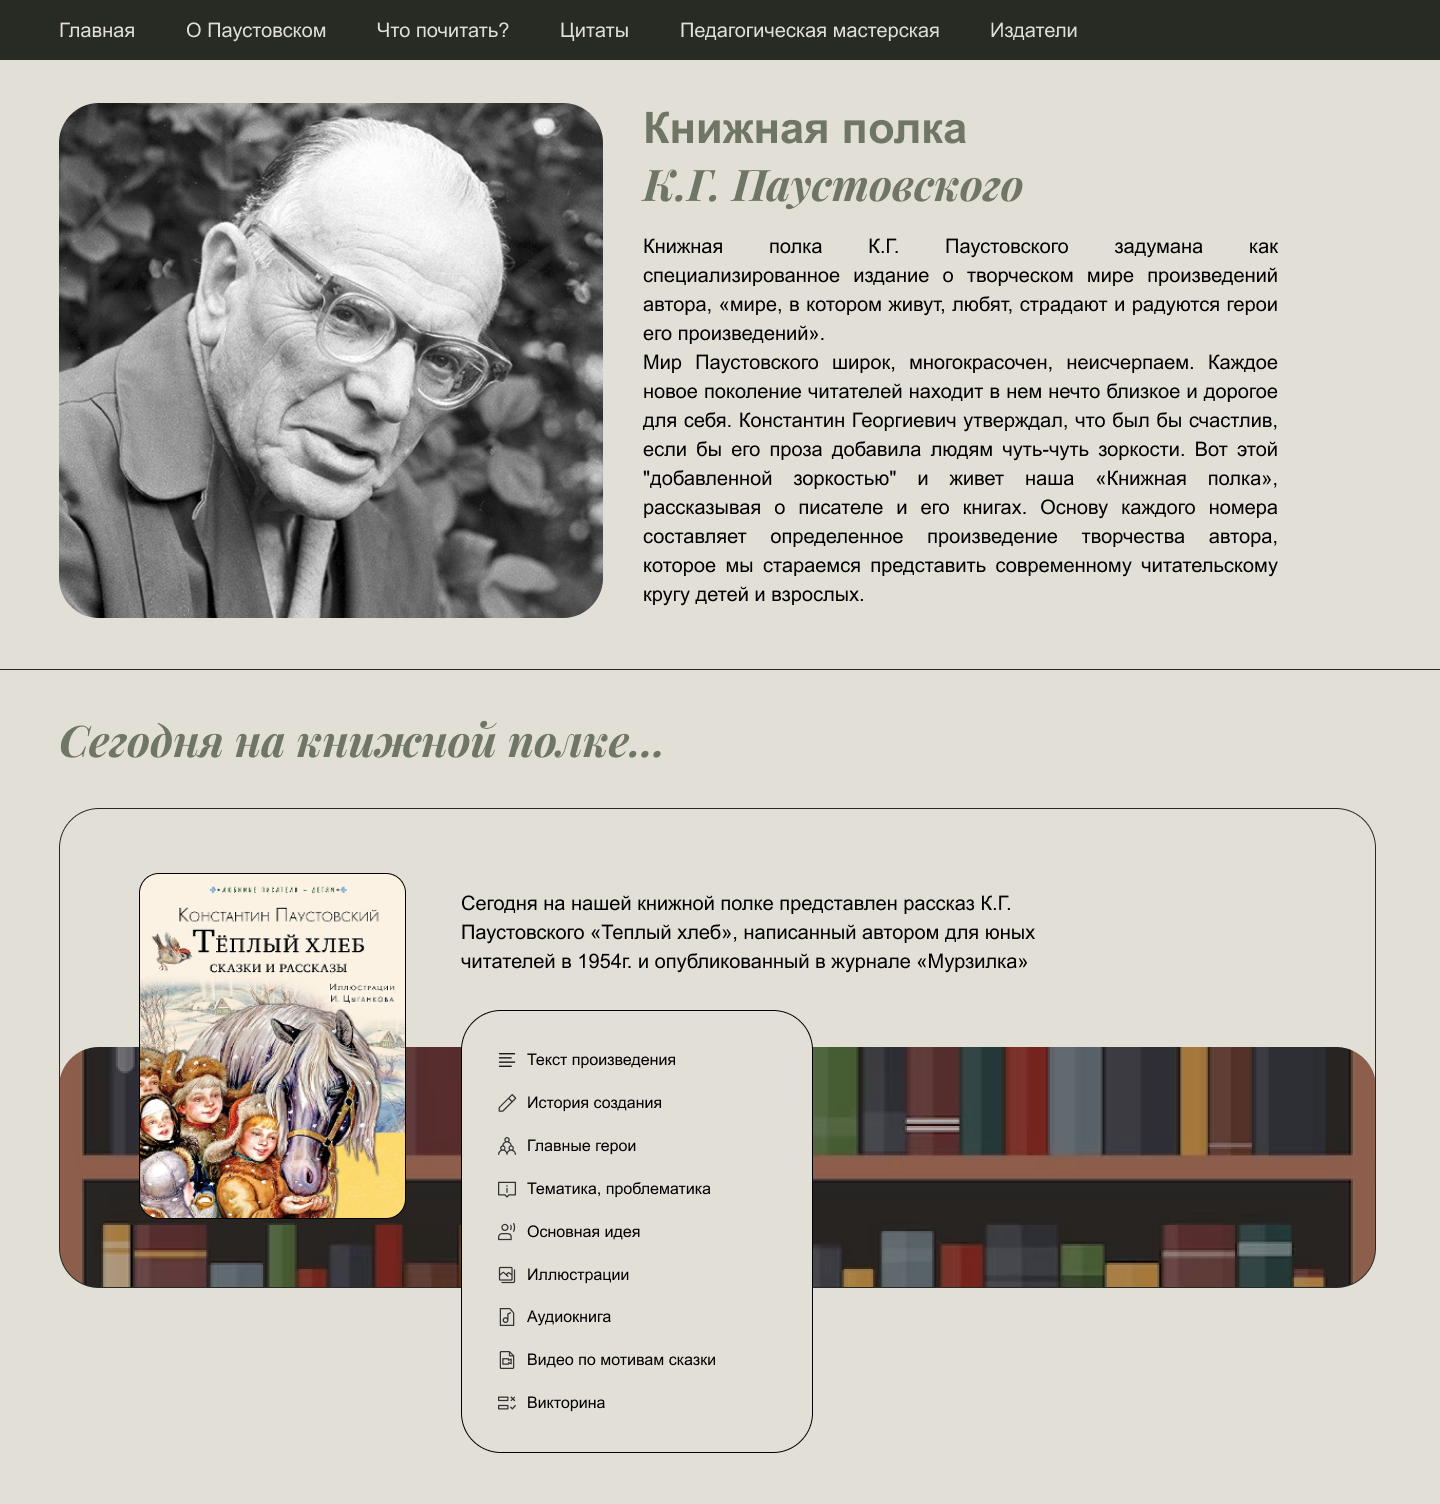 Главная О Паустовском Что почитать? Цитаты Педагогическая мастерская Издатели
Книжная полка
К.Г. Паустовского
Книжная полка К.Г. Паустовского задумана как
специализированное издание о творческом мире произведений
автора, «мире, в котором живут, любят, страдают и радуются герои
его произведений».
Мир Паустовского широк, многокрасочен, неисчерпаем. Каждое
новое поколение читателей находит в нем нечто близкое и дорогое
для себя. Константин Георгиевич утверждал, что был бы счастлив,
если бы его проза добавила людям чуть-чуть зоркости. Вот этой
"добавленной зоркостью" и живет наша «Книжная полка»,
рассказывая о писателе и его книгах. Основу каждого номера
составляет определенное произведение творчества автора,
которое мы стараемся представить современному читательскому
кругу детей и взрослых.
Сегодня на книжной полке...
ЛЮБИМЫЕ ПИСАТЕЛИ – ДЕТЯМ
КОНСТАНТИН ПАУСТОВСКИЙ
ТЁПЛЫЙ ХЛЕБ
СКАЗКИ И РАССКАЗЫ
ИЛЛЮСТРАЦИИ
И. ЦЫГАНКОВА
Сегодня на нашей книжной полке представлен рассказ К.Г.
Паустовского «Теплый хлеб», написанный автором для юных
читателей в 1954г. и опубликованный в журнале «Мурзилка»
Текст произведения
История создания
Главные герои
Тематика, проблематика
Основная идея
Иллюстрации
Аудиокнига
Видео по мотивам сказки
Викторина